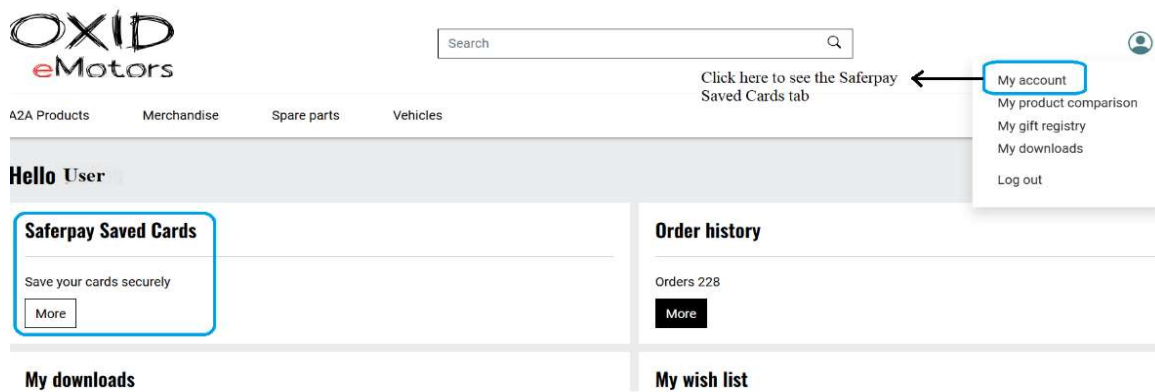 OXID
eMotors
Search
Click here to see the Saferpay
Saved Cards tab
My account
My product comparison
My gift registry
My downloads
Log out
A2A Products Merchandise Spare parts Vehicles
Hello User
Saferpay Saved Cards
Save your cards securely
More
Order history
Orders 228
More
My downloads
My wish list